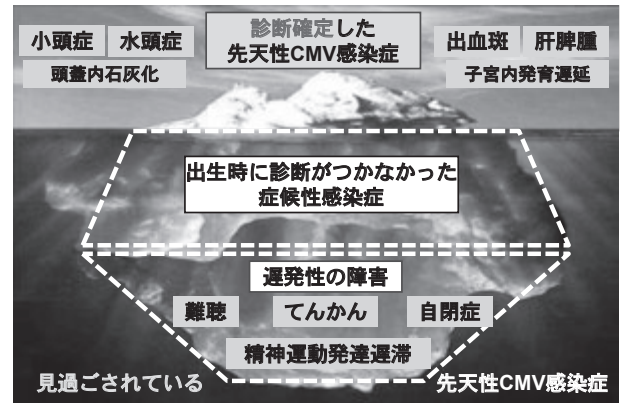 診断確定した
先天性CMV感染症
小頭症 水頭症
頭蓋内石灰化
出血斑 肝脾腫
子宮内発育遅延
出生時に診断がつかなかった
症候性感染症
遅発性の障害
難聴 てんかん 自閉症
精神運動発達遅滞
見過ごされている 先天性CMV感染症